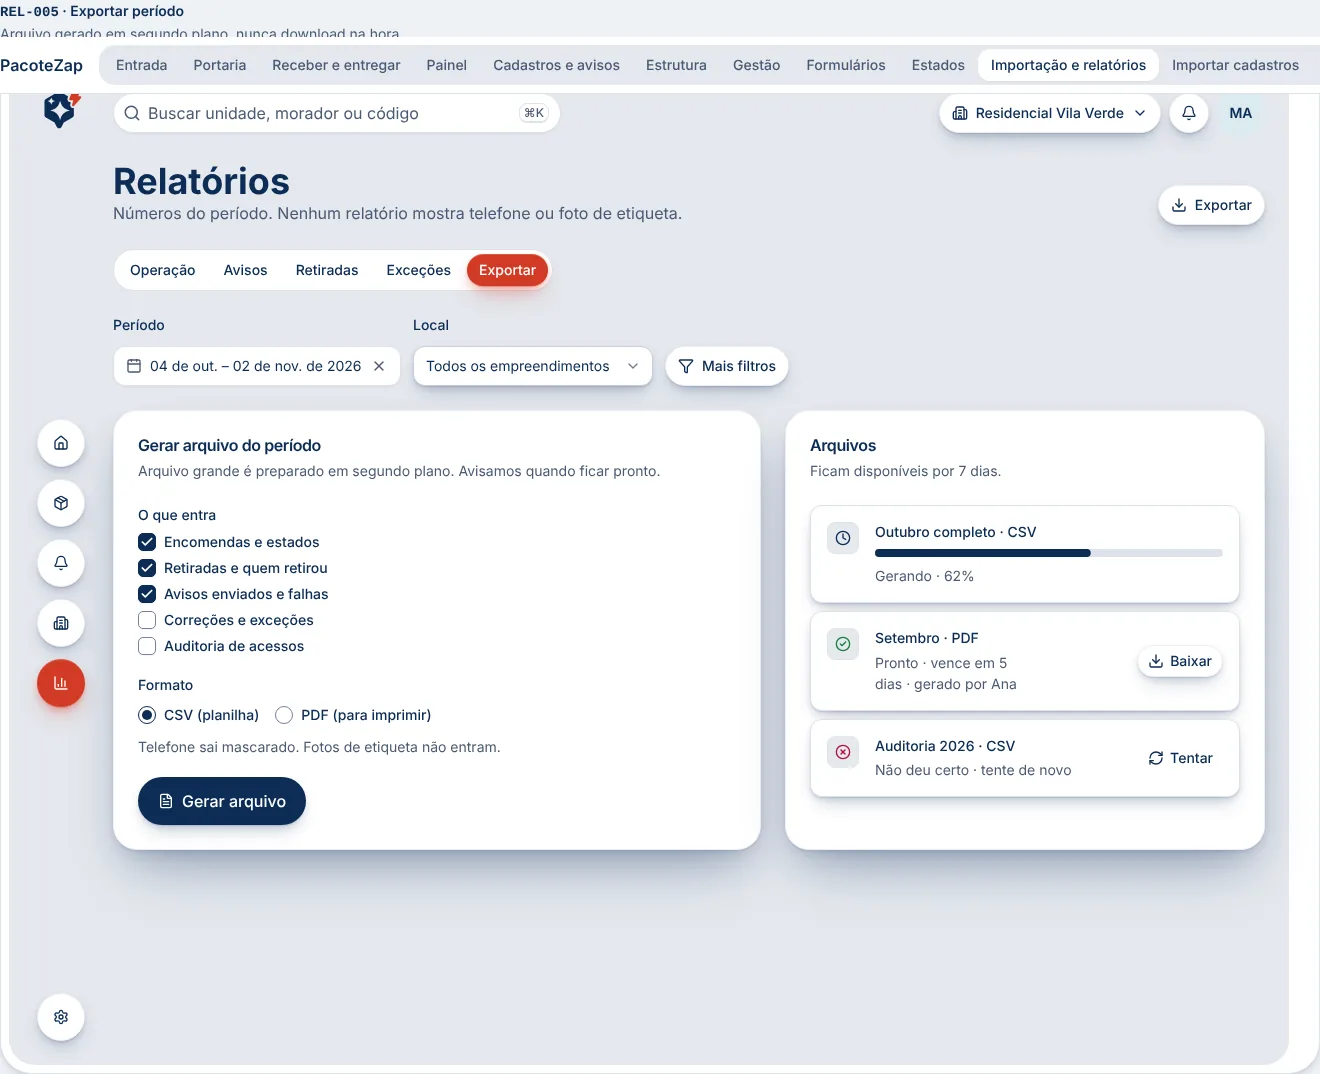 REL-005 · Exportar período
Arquivo gerado em segundo plano, nunca download na hora
PacoteZap
Entrada
Portaria
Receber e entregar
Painel
Cadastros e avisos
Estrutura
Gestão
Formulários
Estados
Importação e relatórios
Importar cadastros
Buscar unidade, morador ou código
⌘K
Residencial Vila Verde
MA
Relatórios
Números do período. Nenhum relatório mostra telefone ou foto de etiqueta.
Exportar
Operação
Avisos
Retiradas
Exceções
Exportar
Período
Local
04 de out. – 02 de nov. de 2026
Todos os empreendimentos
Mais filtros
Gerar arquivo do período
Arquivo grande é preparado em segundo plano. Avisamos quando ficar pronto.
O que entra
Encomendas e estados
Retiradas e quem retirou
Avisos enviados e falhas
Correções e exceções
Auditoria de acessos
Formato
CSV (planilha)
PDF (para imprimir)
Telefone sai mascarado. Fotos de etiqueta não entram.
Gerar arquivo
Arquivos
Ficam disponíveis por 7 dias.
Outubro completo · CSV
Gerando · 62%
Setembro · PDF
Pronto · vence em 5
dias · gerado por Ana
Baixar
Auditoria 2026 · CSV
Não deu certo · tente de novo
Tentar